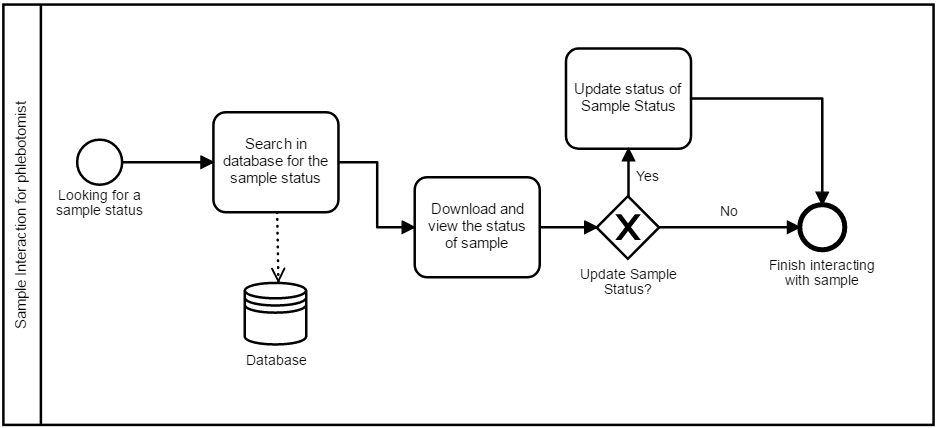 Sample Interaction for phlebotomist
Looking for a
sample status
Search in
database for the
sample status
Database
Download and
view the status
of sample
Update Sample
Status?
Yes
No
Update status of
Sample Status
Finish interacting
with sample